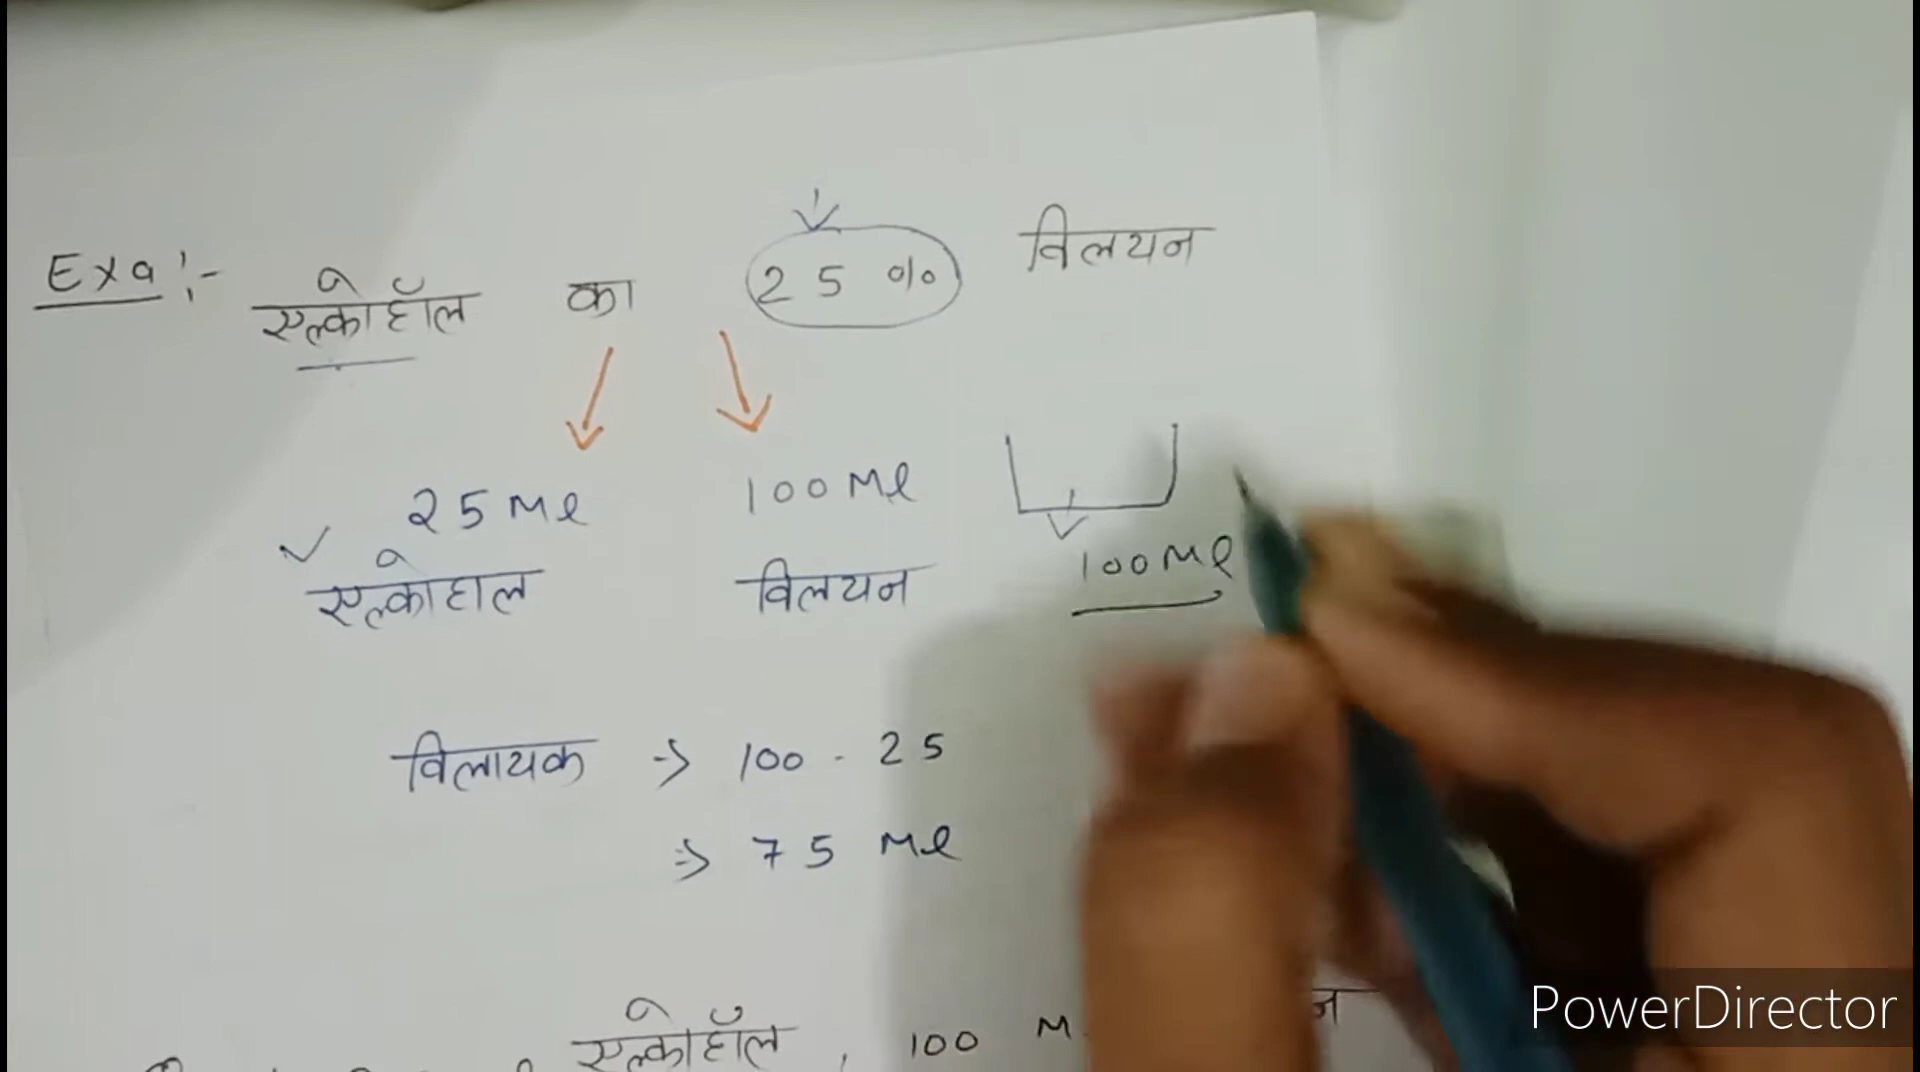 Exa :- एल्कोहॉल का 25 % विलयन
25 Ml 100 Ml
एल्कोहाल विलयन 100 Ml
विलायक → 100 - 25
⇒ 75 Ml
एल्कोहॉल , 100 M
PowerDirector